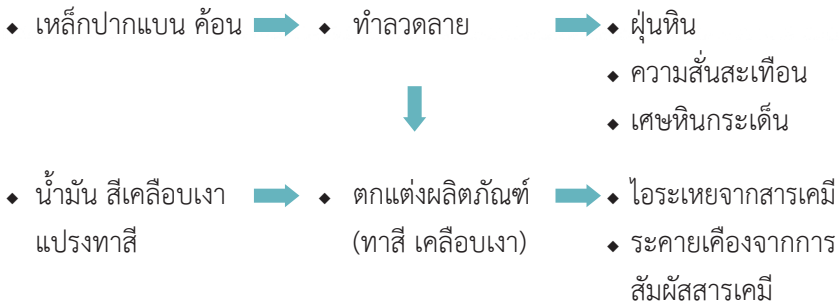 ◆ เหล็กปากแบน ค้อน
◆ ทำลวดลาย
◆ ฝุ่นหิน
◆ ความสั่นสะเทือน
◆ เศษหินกระเด็น
◆ น้ำมัน สีเคลือบเงา
แปรงทาสี
◆ ตกแต่งผลิตภัณฑ์
(ทาสี เคลือบเงา)
◆ ไอระเหยจากสารเคมี
◆ ระคายเคืองจากการ
สัมผัสสารเคมี